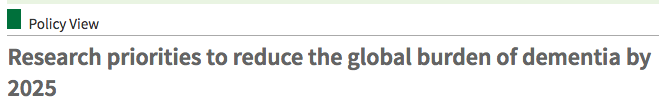 Policy View
Research priorities to reduce the global burden of dementia by
2025